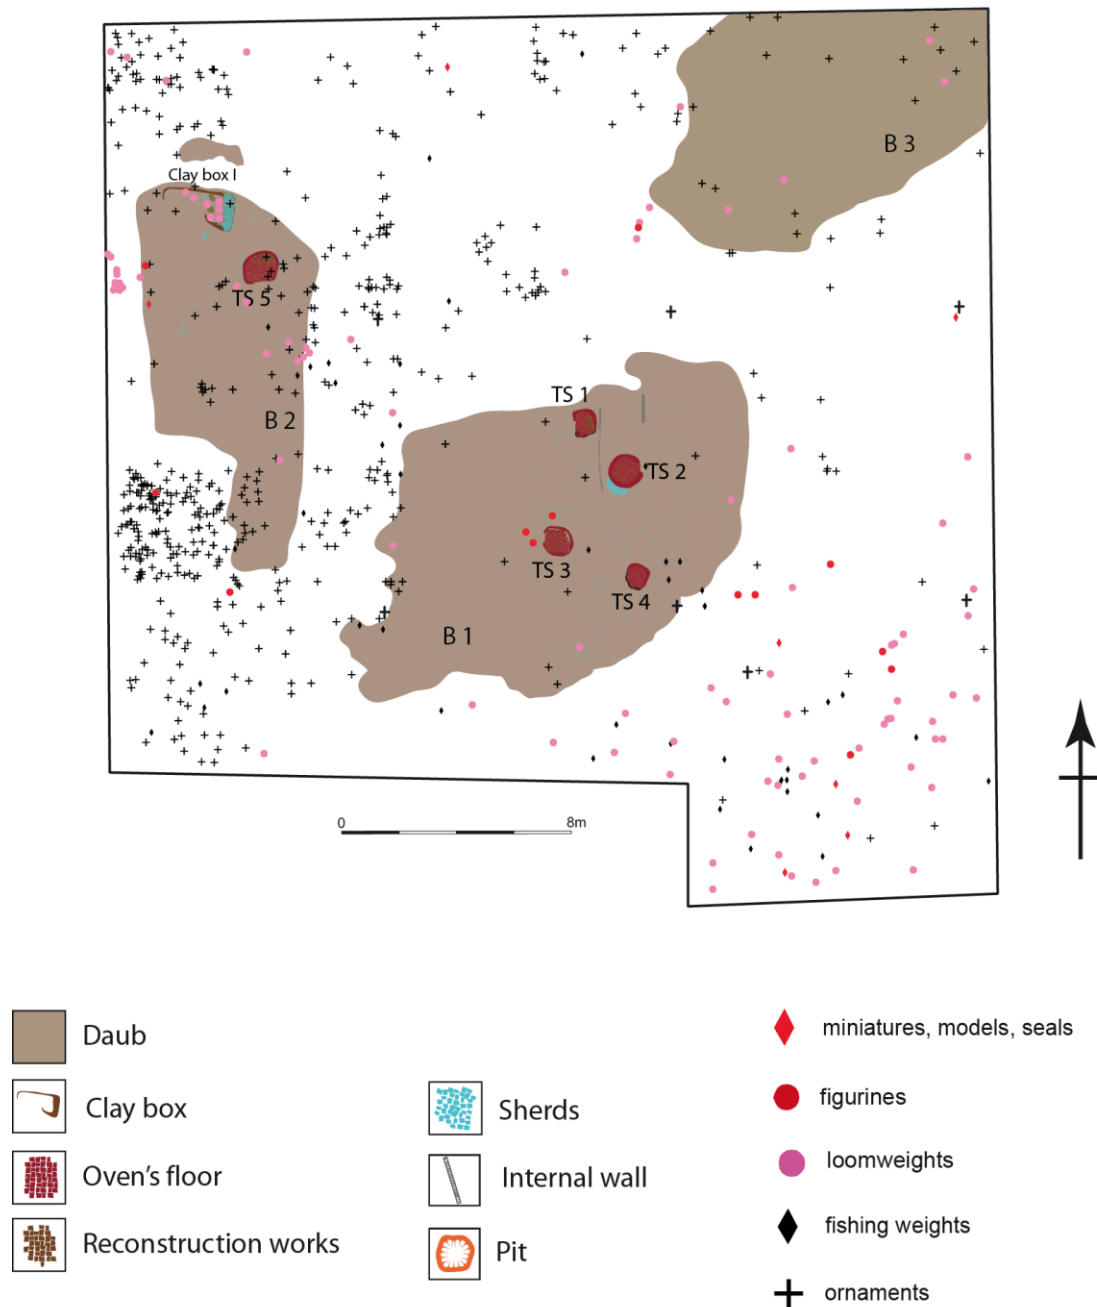 B 3
Clay box I
TS 5
B 2
TS 1
TS 2
TS 3
TS 4
B 1
0 8m
Daub
Clay box
Oven's floor
Reconstruction works
Sherds
Internal wall
Pit
miniatures, models, seals
figurines
loomweights
fishing weights
ornaments